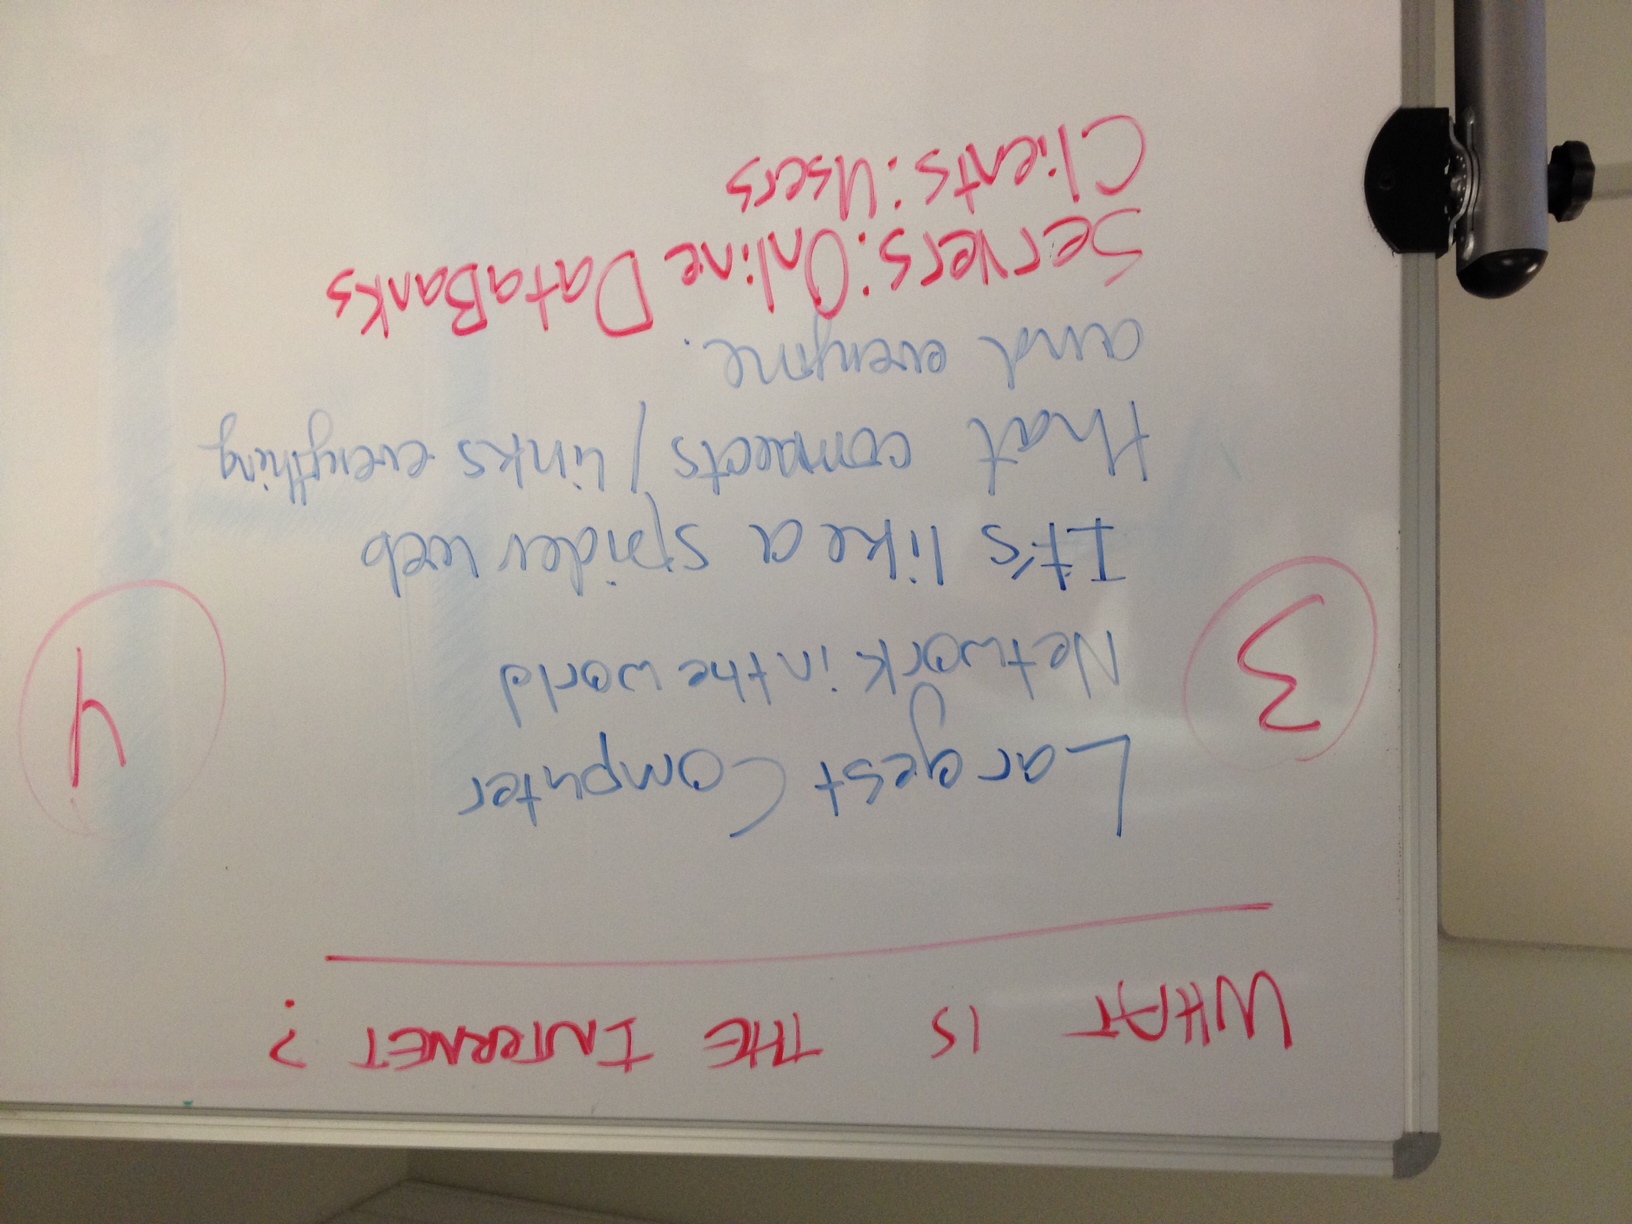 WHAT IS THE INTERNET?
3
4
Largest Computer
Network in the world
It's like a spider web
that connects / links everything
and everyone.
Servers: Online DataBanks
Clients: Users